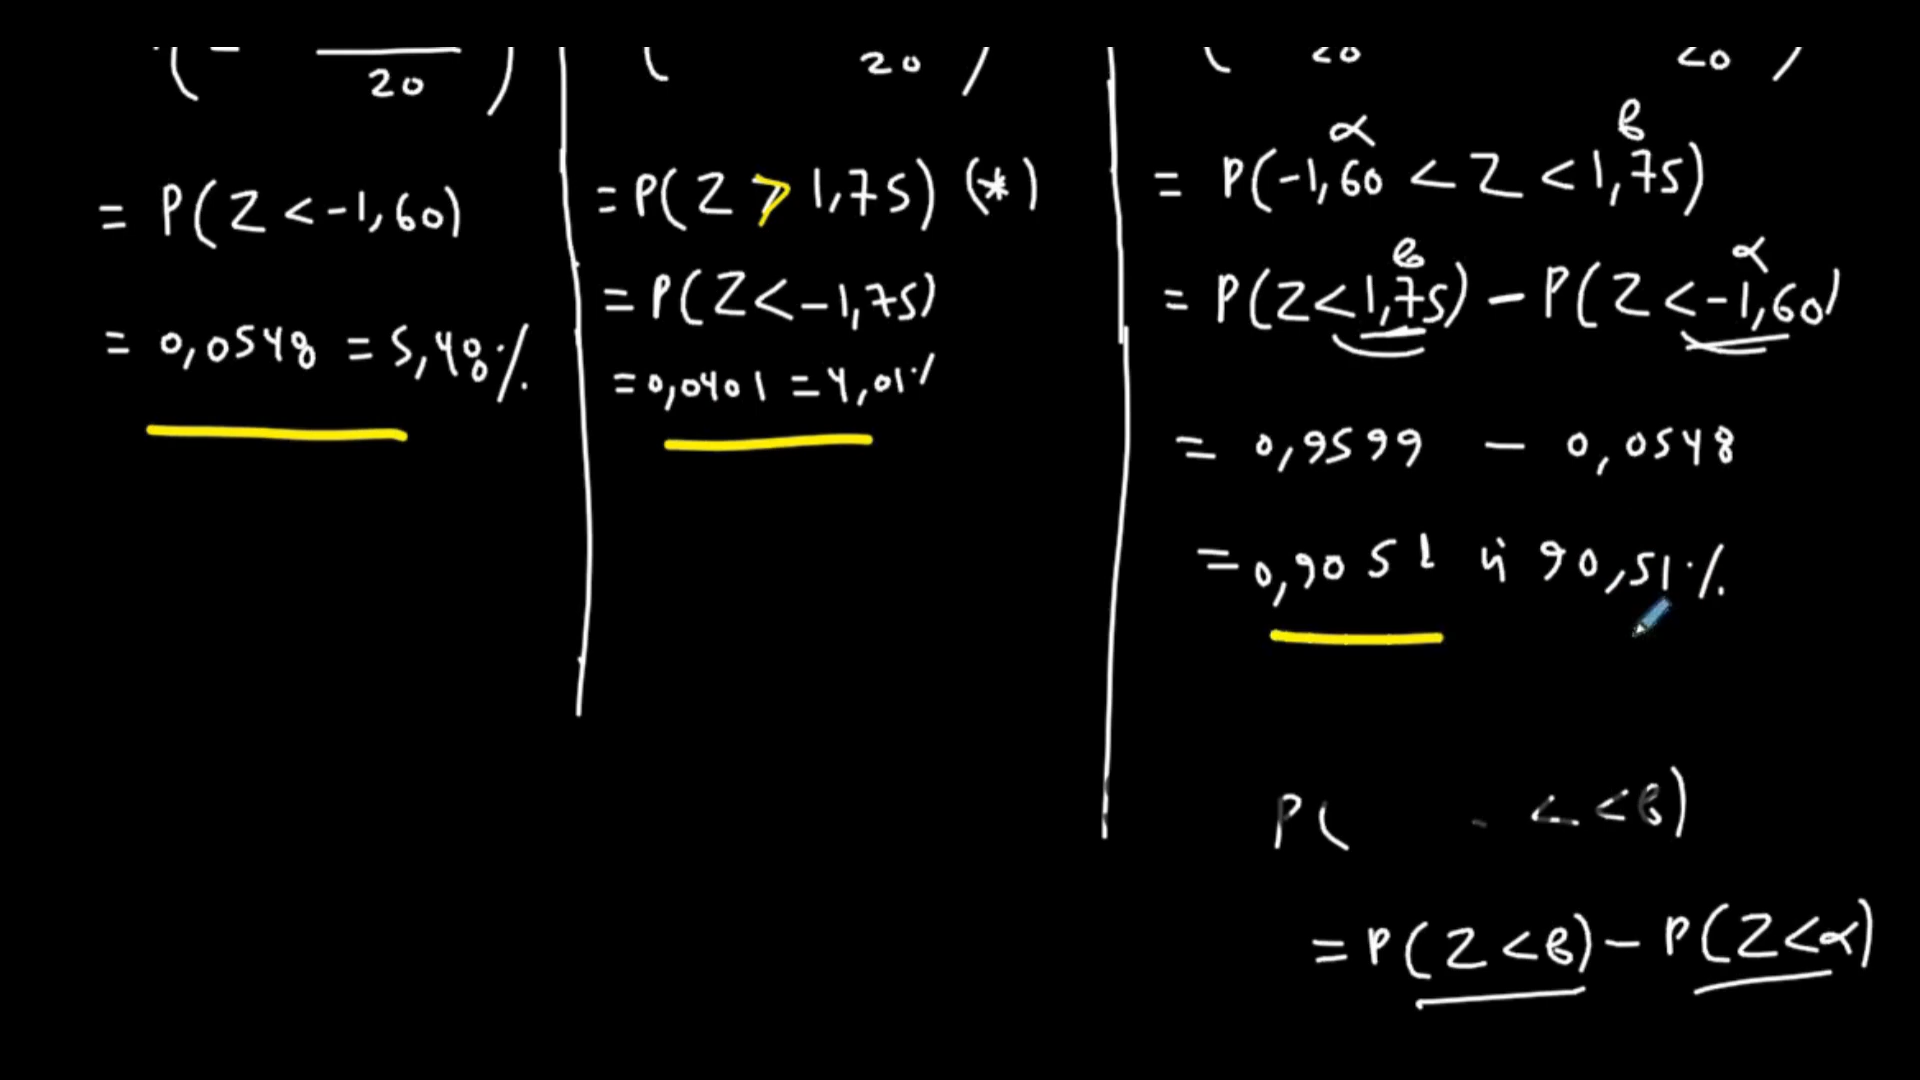 ( - 20 )
= P(Z < -1,60)
= 0,0548 = 5,48%
( 20 )
= P(Z > 1,75) (*)
= P(Z < -1,75)
= 0,0401 = 4,01%
( 20 20 )
α β
= P(-1,60 < Z < 1,75)
β α
= P(Z < 1,75) - P(Z < -1,60)
= 0,9599 - 0,0548
= 0,9051 ή 90,51%
P( < < β)
= P(Z < β) - P(Z < α)